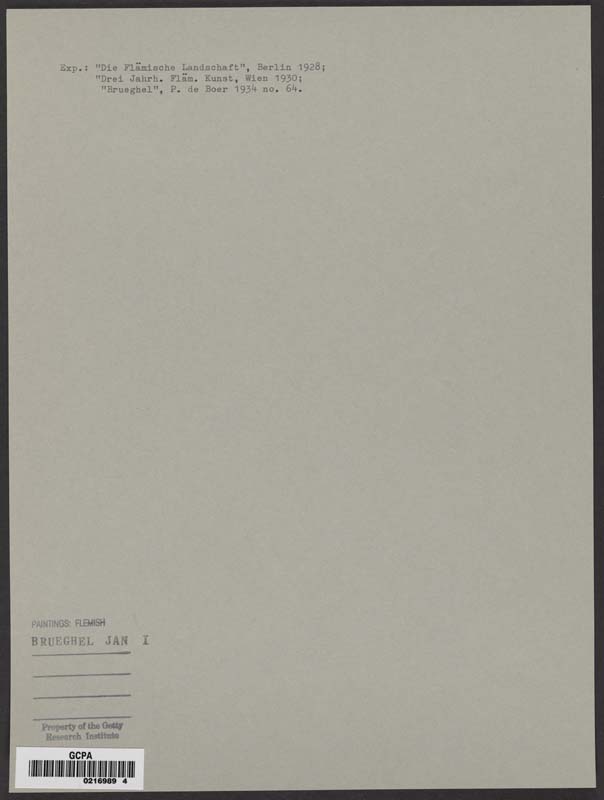 Exp.: "Die Flämische Landschaft", Berlin 1928;
"Drei Jahrh. Fläm. Kunst, Wien 1930;
"Brueghel", P. de Boer 1934 no. 64.
PAINTINGS: FLEMISH
BRUEGHEL JAN I
Property of the Getty
Research Institute
GCPA
0216989 4